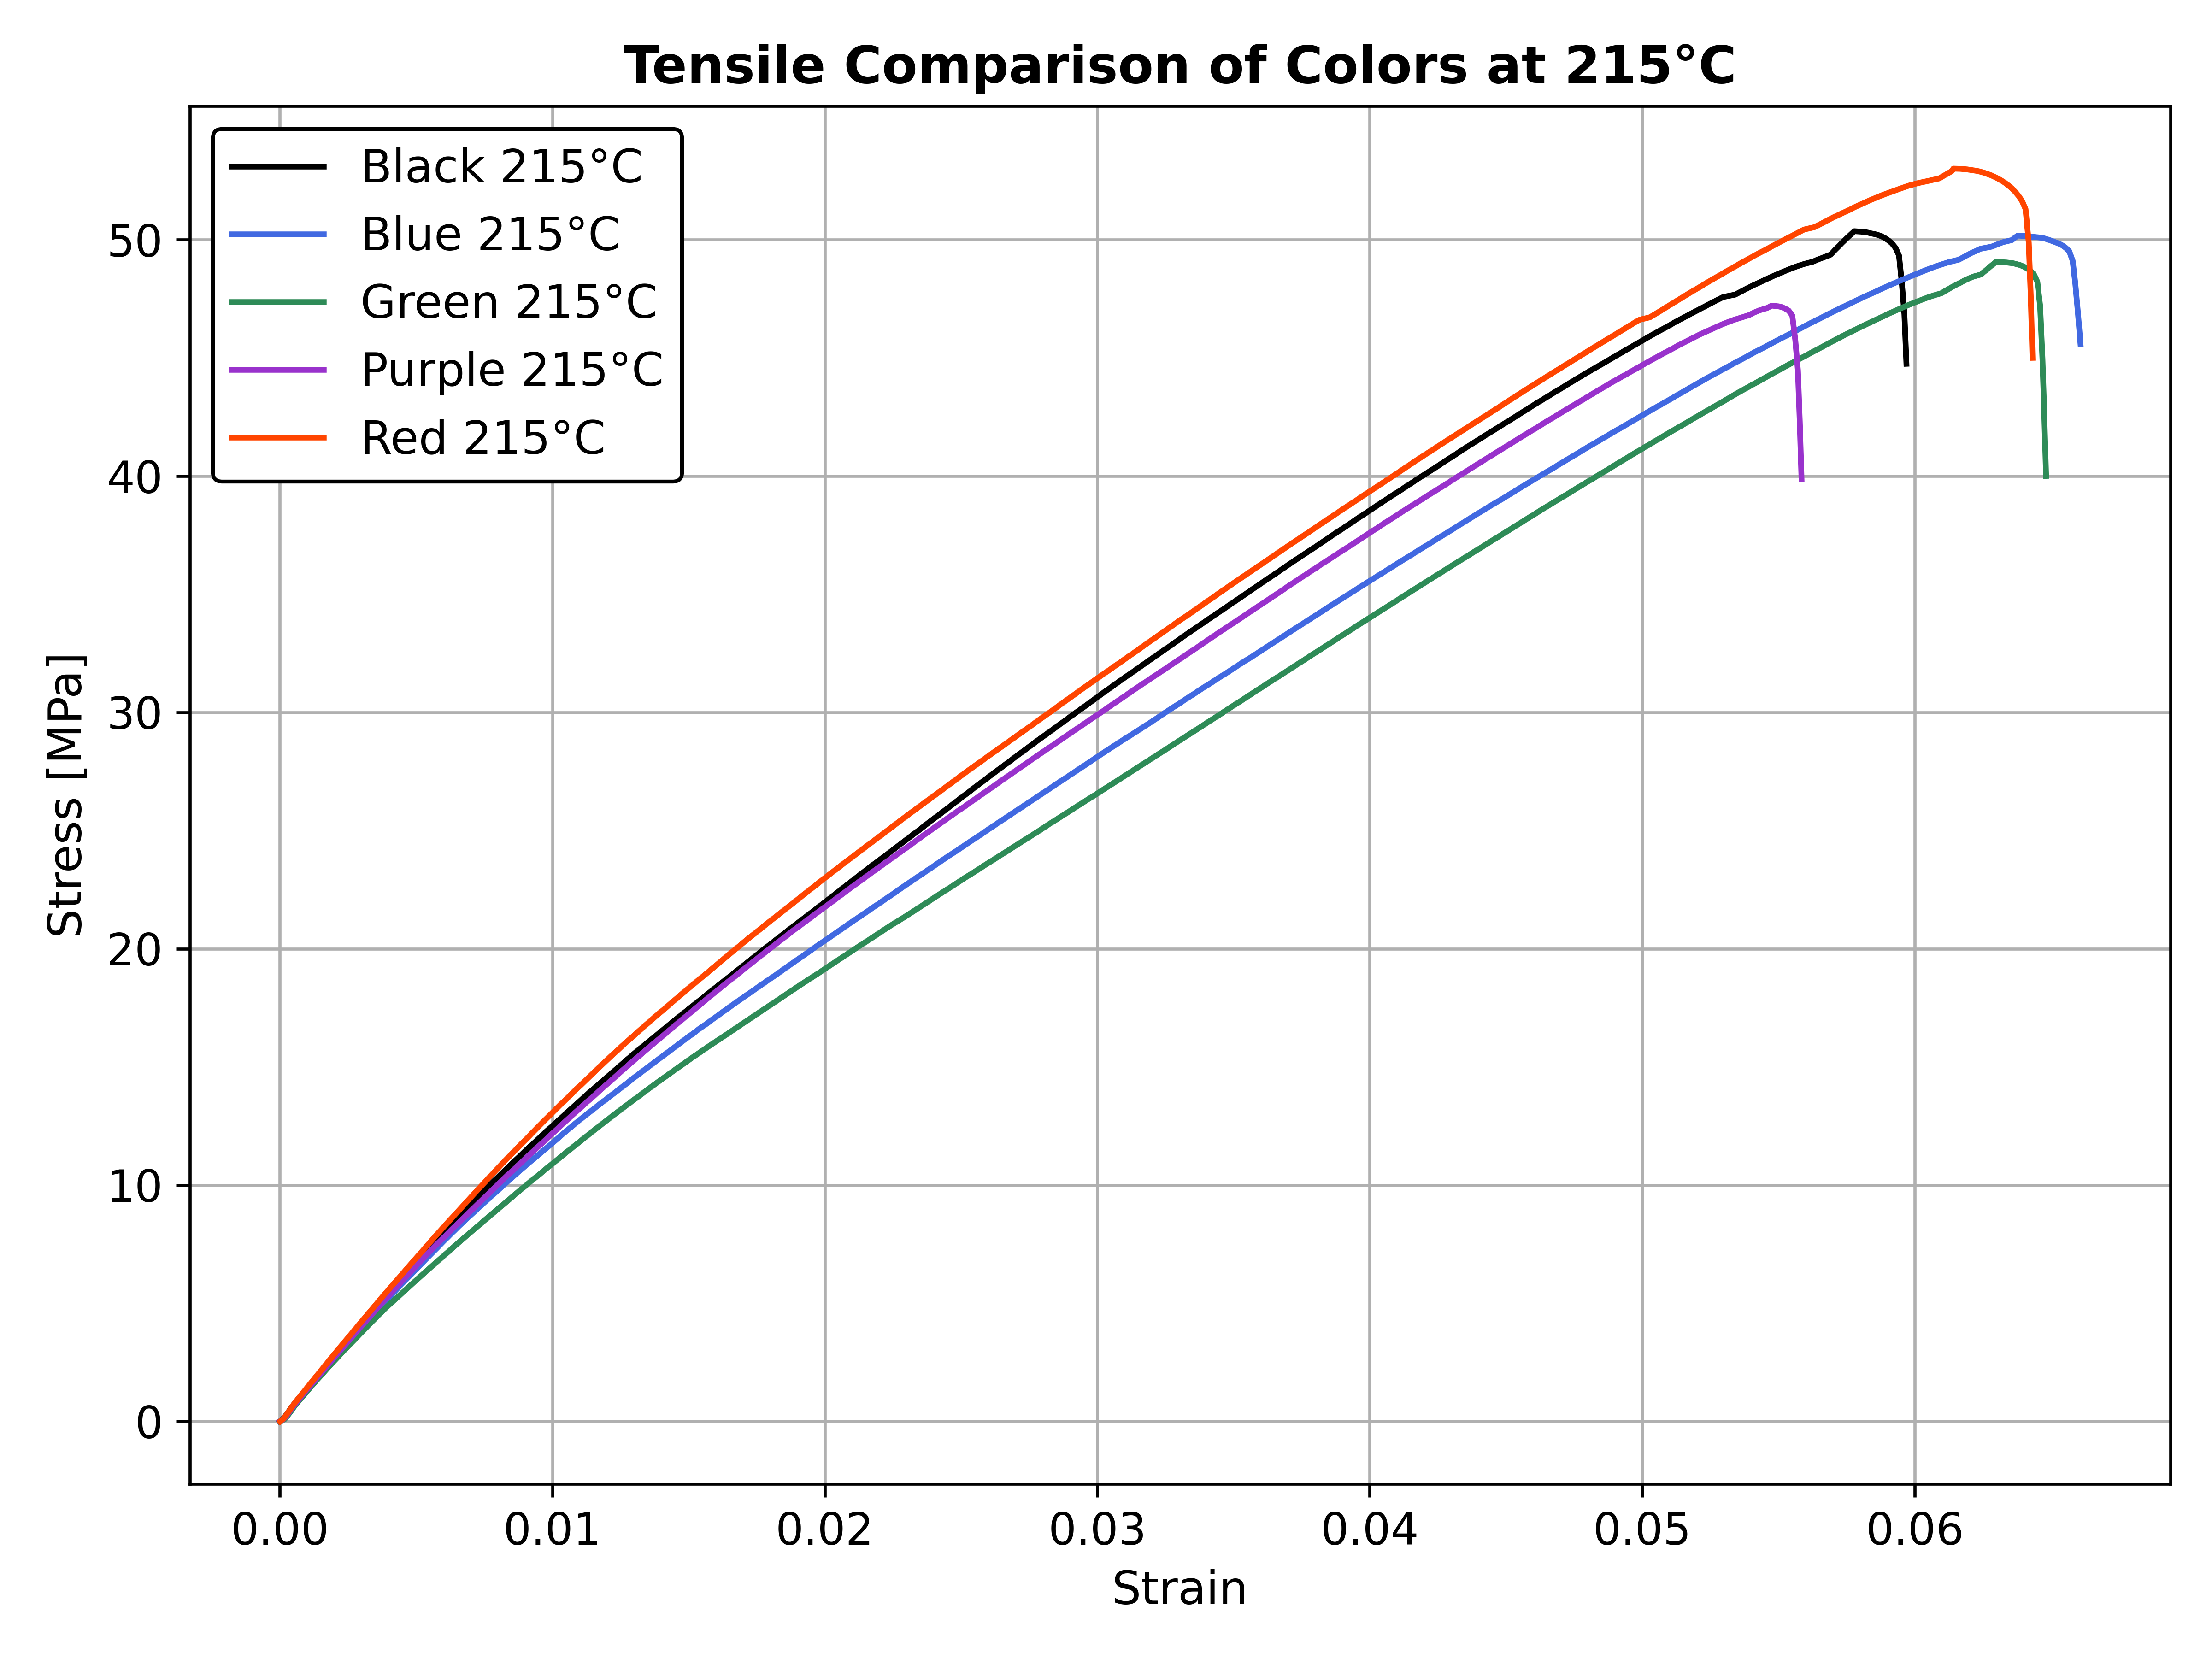 Tensile Comparison of Colors at 215°C
Black 215°C
Blue 215°C
Green 215°C
Purple 215°C
Red 215°C
Stress [MPa]
50
40
30
20
10
0
0.00 0.01 0.02 0.03 0.04 0.05 0.06
Strain